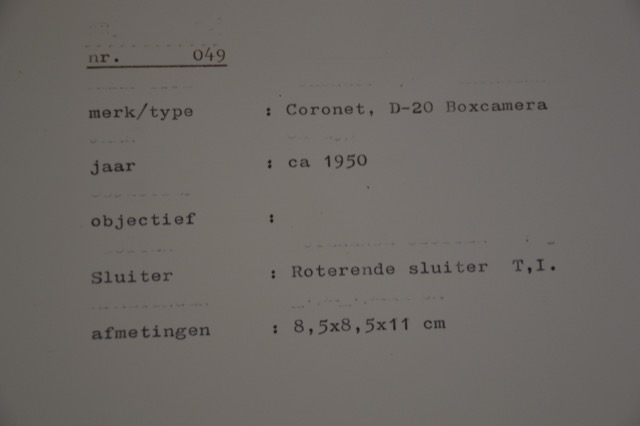 nr. 049
merk/type : Coronet, D-20 Boxcamera
jaar : ca 1950
objectief :
Sluiter : Roterende sluiter T,I.
afmetingen : 8,5x8,5x11 cm